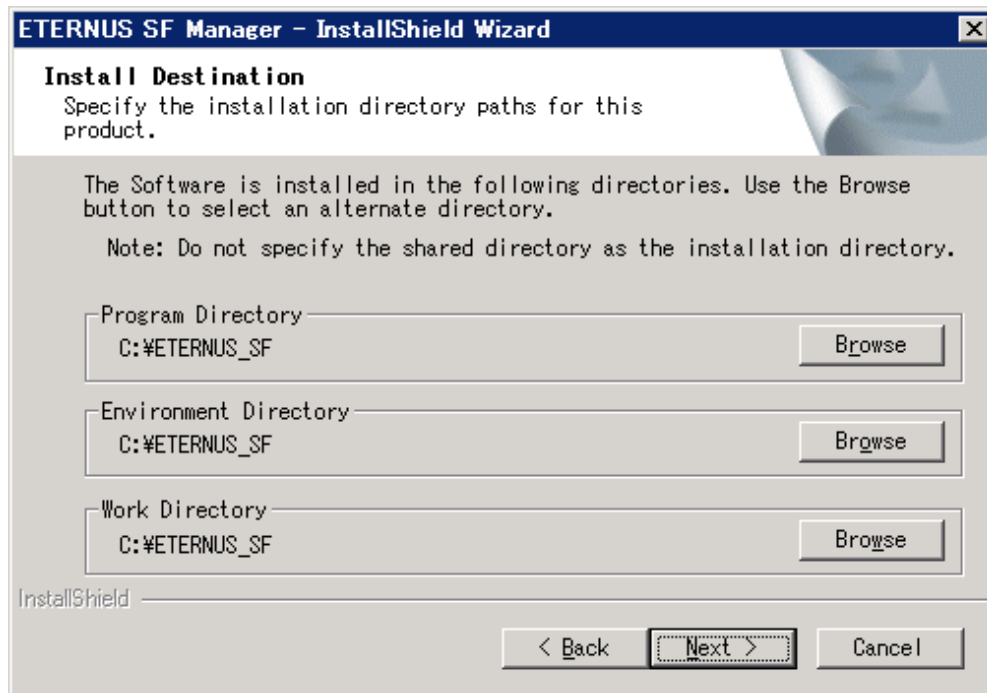 ETERNUS SF Manager - InstallShield Wizard
Install Destination
Specify the installation directory paths for this
product.
The Software is installed in the following directories. Use the Browse
button to select an alternate directory.
Note: Do not specify the shared directory as the installation directory.
Program Directory
C:¥ETERNUS_SF
Browse
Environment Directory
C:¥ETERNUS_SF
Browse
Work Directory
C:¥ETERNUS_SF
Browse
InstallShield
< Back
Next >
Cancel